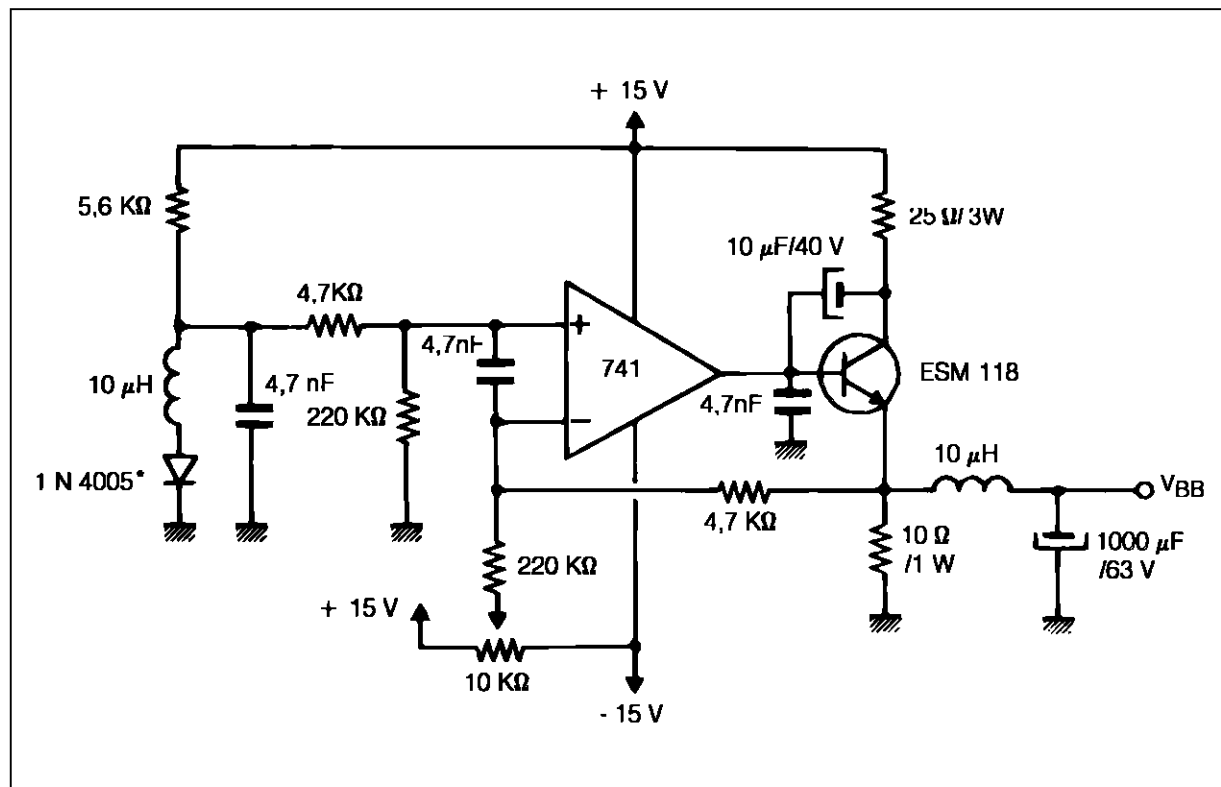 + 15 V
5,6 KΩ
25 Ω/3W
10 µF/40 V
4,7KΩ
+
4,7nF
741
ESM 118
10 µH
4,7 nF
220 KΩ
−
4,7nF
10 µH
1 N 4005*
VBB
4,7 KΩ
10 Ω
/1 W
1000 µF
/63 V
220 KΩ
+ 15 V
10 KΩ
- 15 V